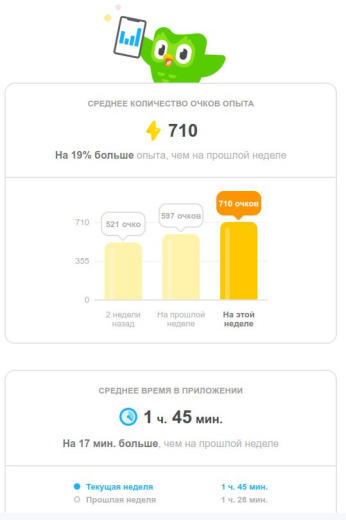 СРЕДНЕЕ КОЛИЧЕСТВО ОЧКОВ ОПЫТА
710
На 19% больше опыта, чем на прошлой неделе
710 очков
597 очков
521 очко
710
355
0
2 недели назад
На прошлой неделе
На этой неделе
СРЕДНЕЕ ВРЕМЯ В ПРИЛОЖЕНИИ
1 ч. 45 мин.
На 17 мин. больше, чем на прошлой неделе
Текущая неделя 1 ч. 45 мин.
Прошлая неделя 1 ч. 28 мин.